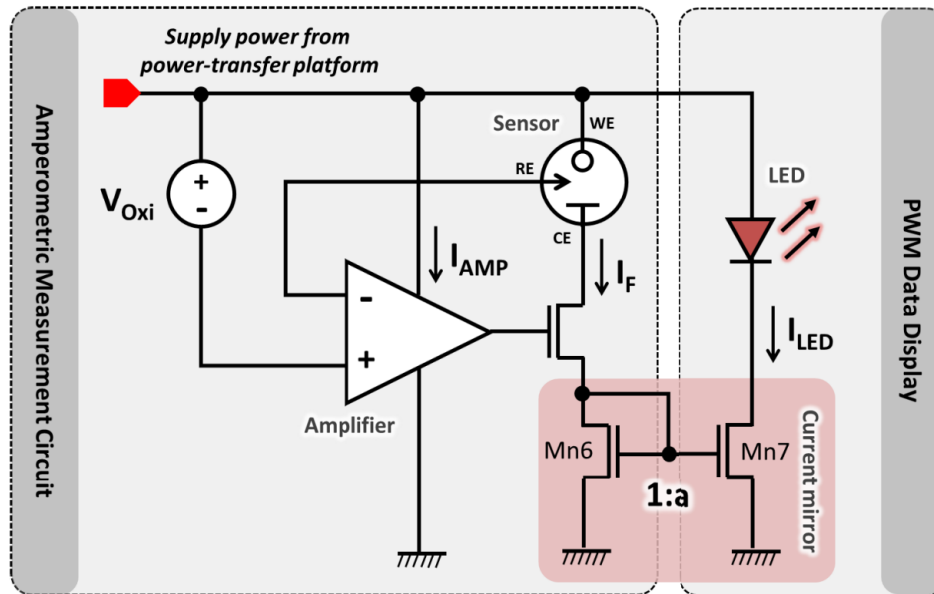 Supply power from
power-transfer platform
Amperometric Measurement Circuit
Sensor
WE
RE
CE
LED
+
-
VOxi
IAMP
IF
ILED
-
+
Amplifier
Mn6
Mn7
1:a
Current mirror
PWM Data Display